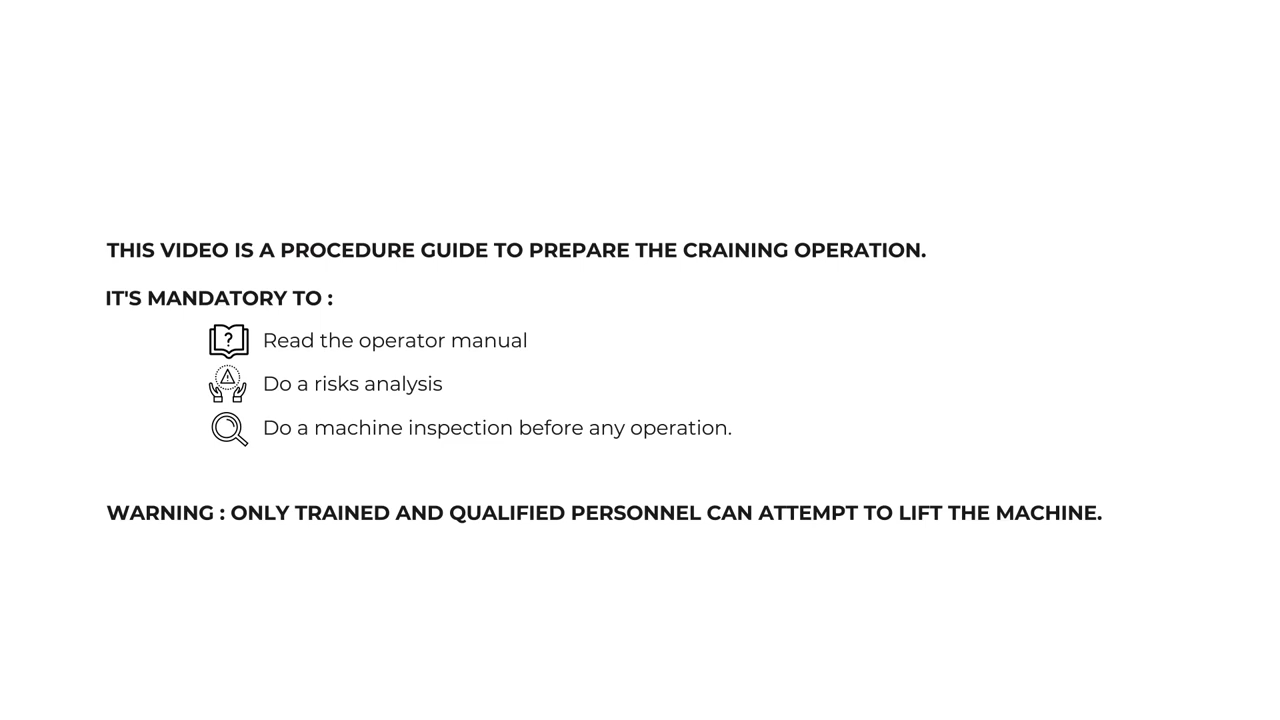 THIS VIDEO IS A PROCEDURE GUIDE TO PREPARE THE CRAINING OPERATION.
IT'S MANDATORY TO :
Read the operator manual
Do a risks analysis
Do a machine inspection before any operation.
WARNING : ONLY TRAINED AND QUALIFIED PERSONNEL CAN ATTEMPT TO LIFT THE MACHINE.